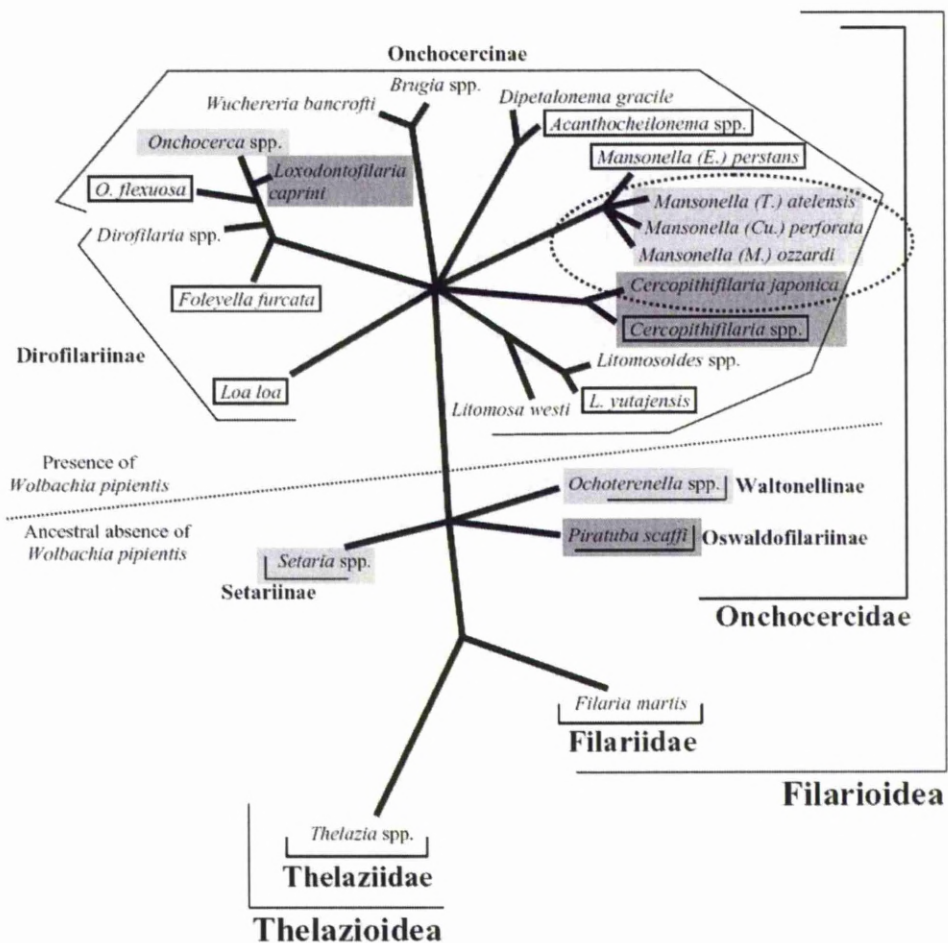 Onchocercinae
Brugia spp.
Wuchereria bancrofti
Dipetalonema gracile
Acanthocheilonema spp.
Onchocerca spp.
Mansonella (E.) perstans
Loxodontofilaria
caprini
O. flexuosa
Mansonella (T.) atelensis
Mansonella (Cu.) perforata
Dirofilaria spp.
Mansonella (M.) ozzardi
Cercopithifilaria japonica
Foleyella furcata
Cercopithifilaria spp.
Dirofilariinae
Litomosoides spp.
Loa loa
Litomosa westi
L. yutajensis
Presence of
Wolbachia pipientis
Ochoterenella spp.
Waltonellinae
Ancestral absence of
Wolbachia pipientis
Piratuba scaffi
Oswaldofilariinae
Setaria spp.
Setariinae
Onchocercidae
Filaria martis
Filariidae
Filarioidea
Thelazia spp.
Thelaziidae
Thelazioidea